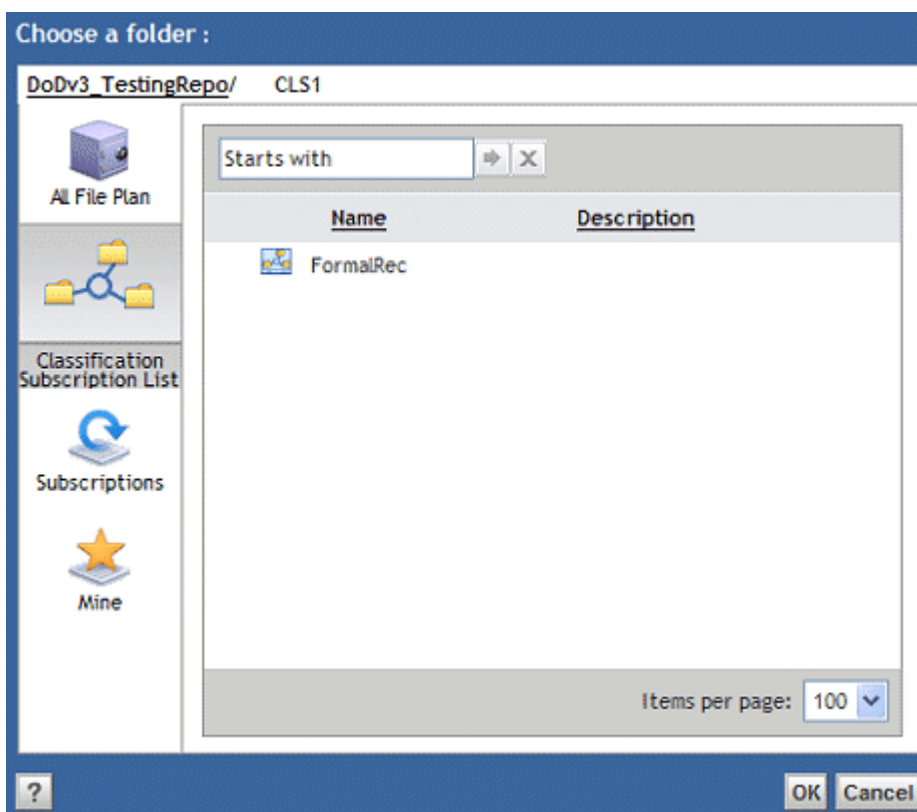 Choose a folder :
DoDv3_TestingRepo/ CLS1
All File Plan
Classification
Subscription List
Subscriptions
Mine
Starts with
Name Description
FormalRec
Items per page: 100
? OK Cancel